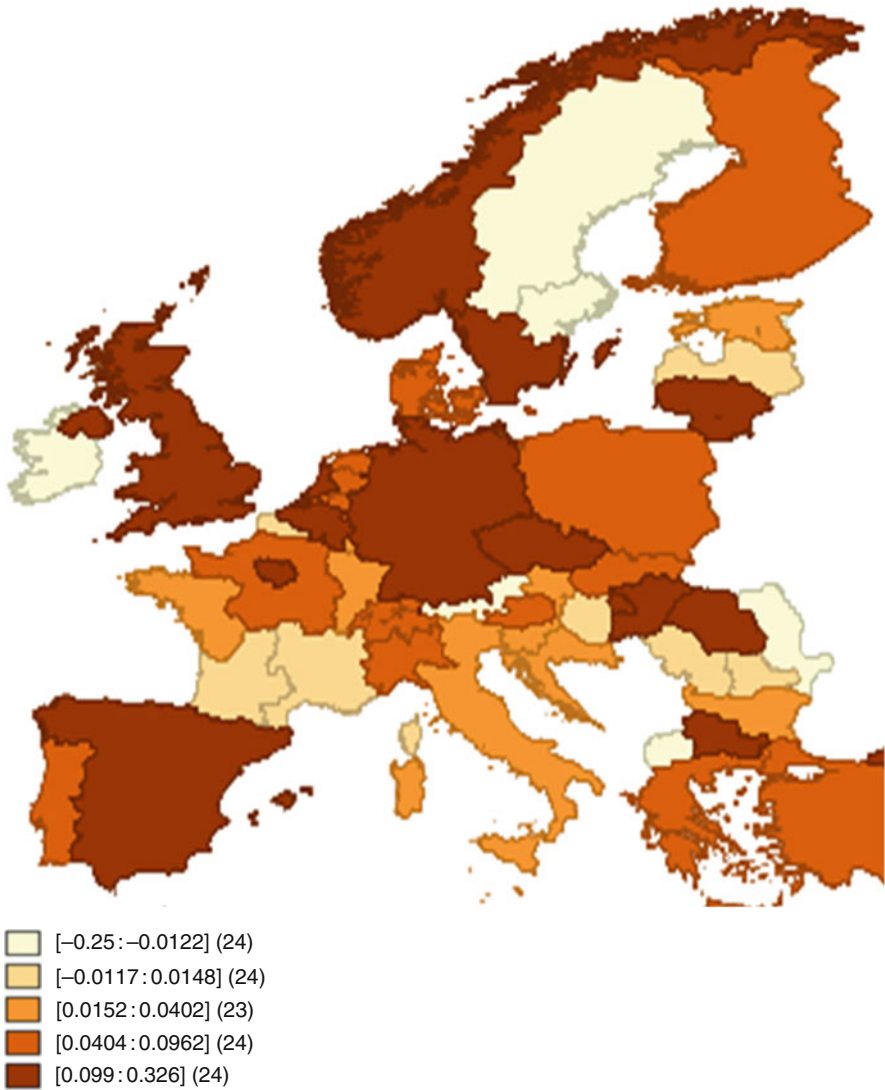 [–0.25 : –0.0122] (24)
[–0.0117 : 0.0148] (24)
[0.0152 : 0.0402] (23)
[0.0404 : 0.0962] (24)
[0.099 : 0.326] (24)